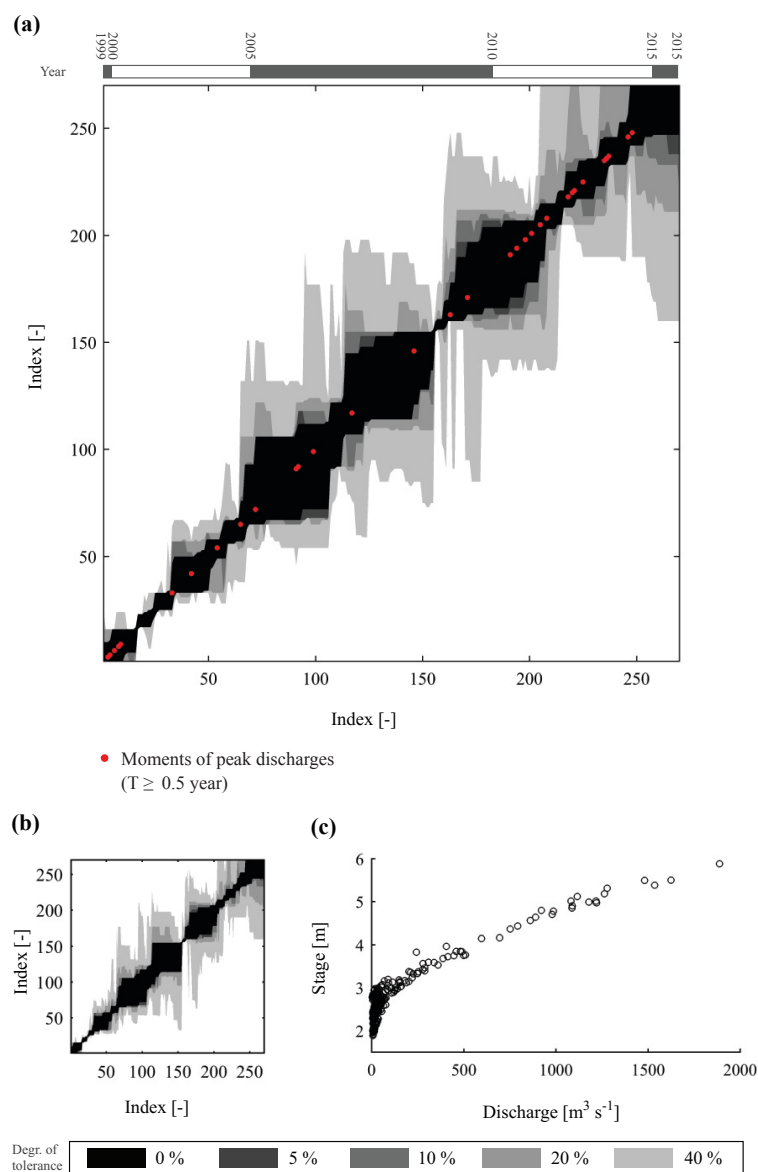 (a)
Year
1999
2000
2005
2010
2015
2015
250
200
150
100
50
Index [-]
50 100 150 200 250
Index [-]
Moments of peak discharges
(T ≥ 0.5 year)
(b)
250
200
150
100
50
Index [-]
50 100 150 200 250
Index [-]
(c)
6
5
4
3
2
Stage [m]
0 500 1000 1500 2000
Discharge [m³ s⁻¹]
Degr. of
tolerance
0 % 5 % 10 % 20 % 40 %